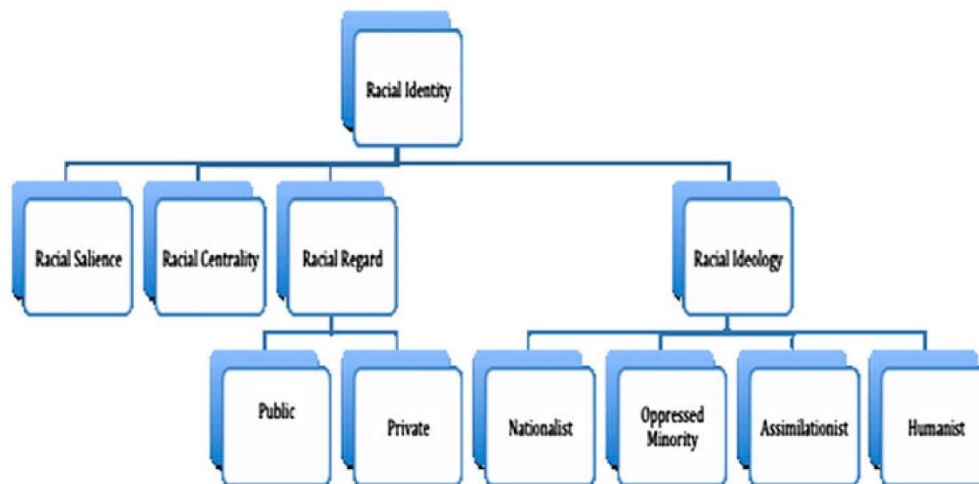 Racial Identity
Racial Salience
Racial Centrality
Racial Regard
Racial Ideology
Public
Private
Nationalist
Oppressed
Minority
Assimilationist
Humanist